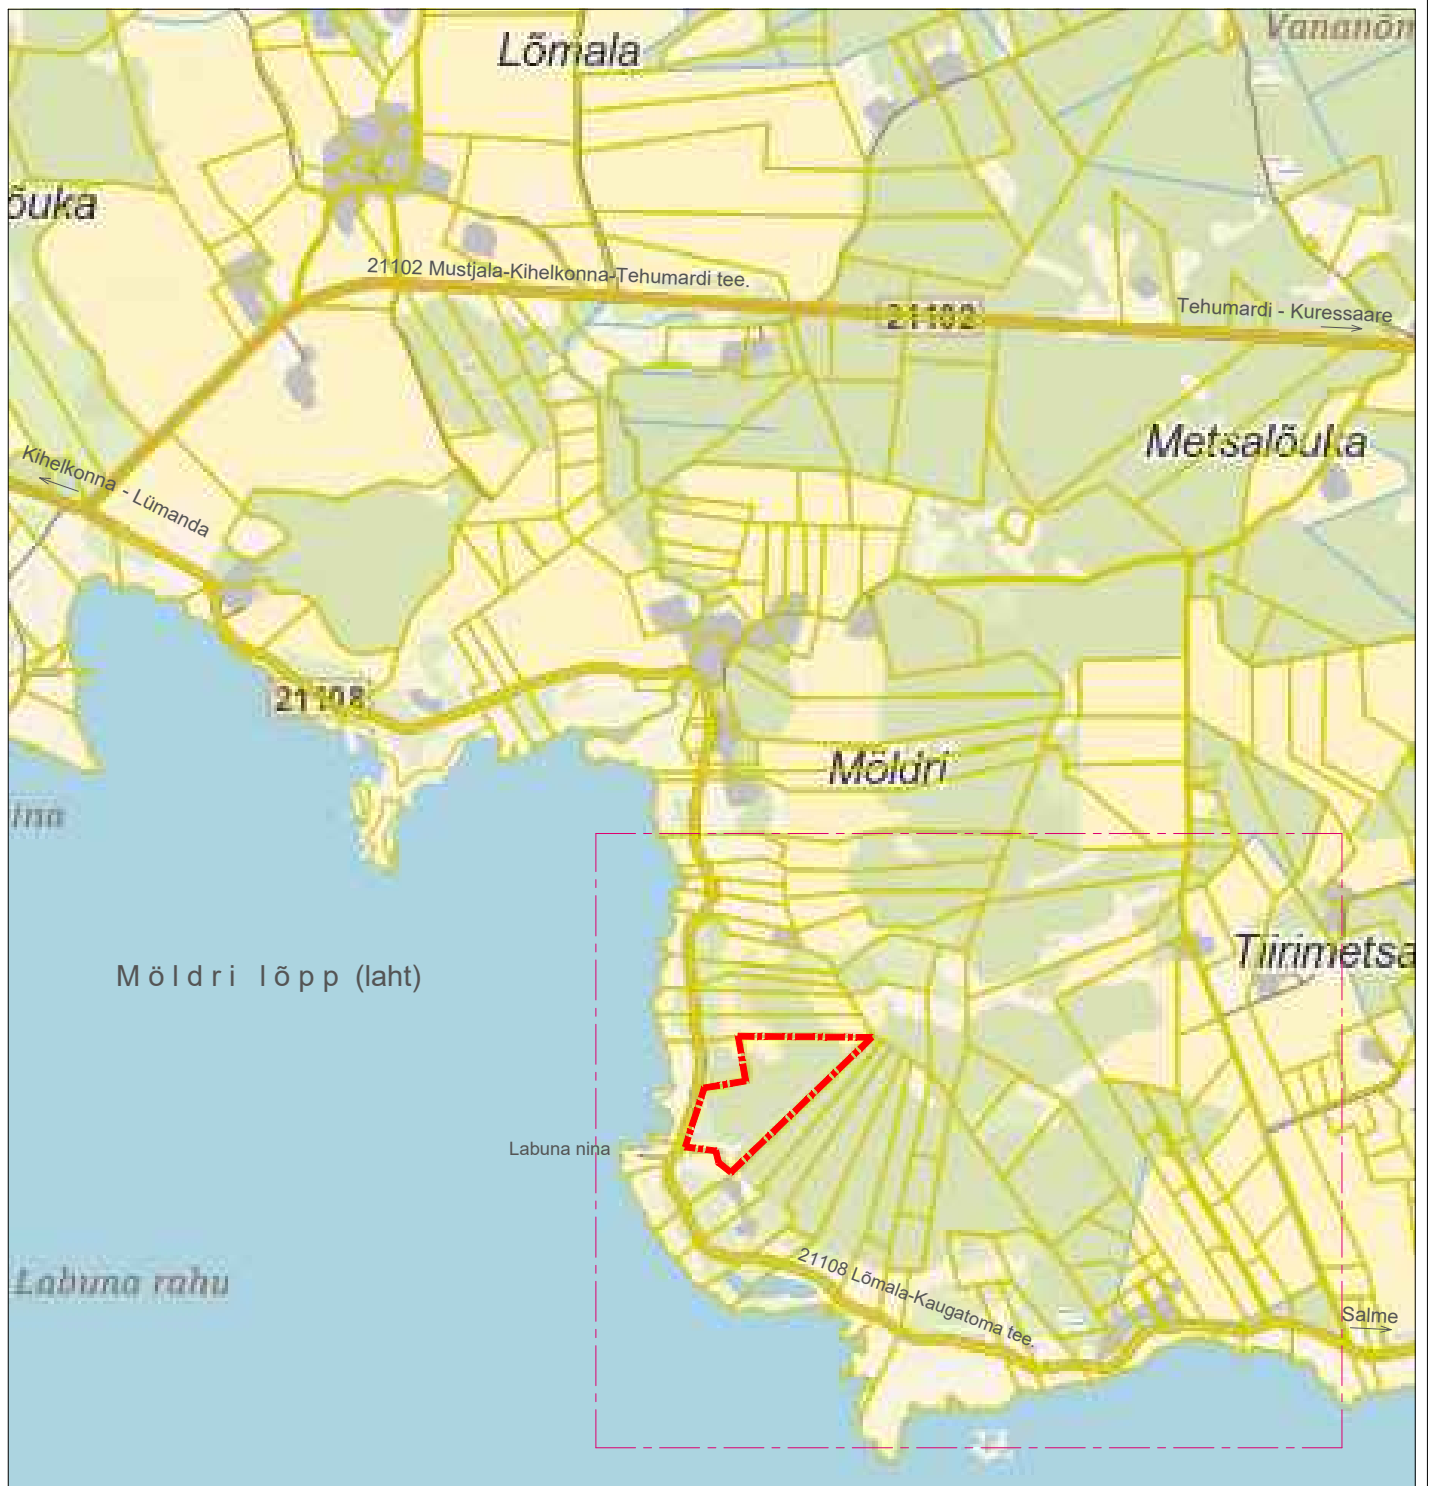 Lõmala
õuka
21102 Mustjala-Kihelkonna-Tehumardi tee.
21102
Tehumardi - Kuressaare
Metsalõuka
Kihelkonna - Lümanda
21108
Möldri
ina
Tiirimetsa
Möldri lõpp (laht)
Labuna nina
Labuna rahu
21108 Lõmala-Kaugatoma tee.
Salme